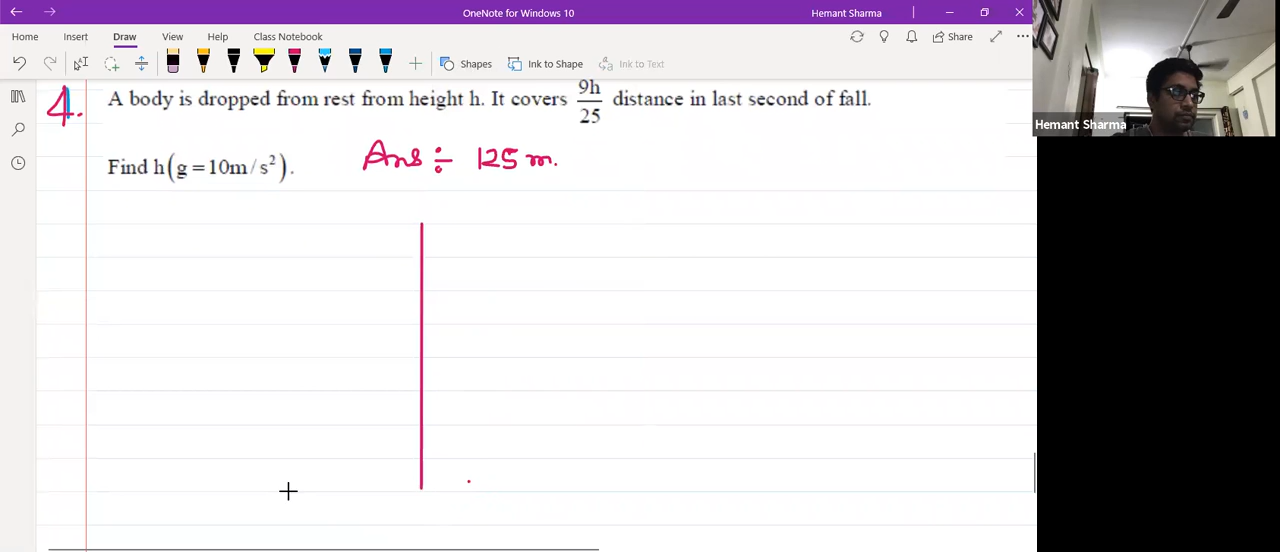 OneNote for Windows 10
Hemant Sharma
Home Insert Draw View Help Class Notebook
Share
Shapes
Ink to Shape
Ink to Text
4. A body is dropped from rest from height h. It covers 9h/25 distance in last second of fall.
Find h(g = 10m/s²). Ans ÷ 125 m.
Hemant Sharma